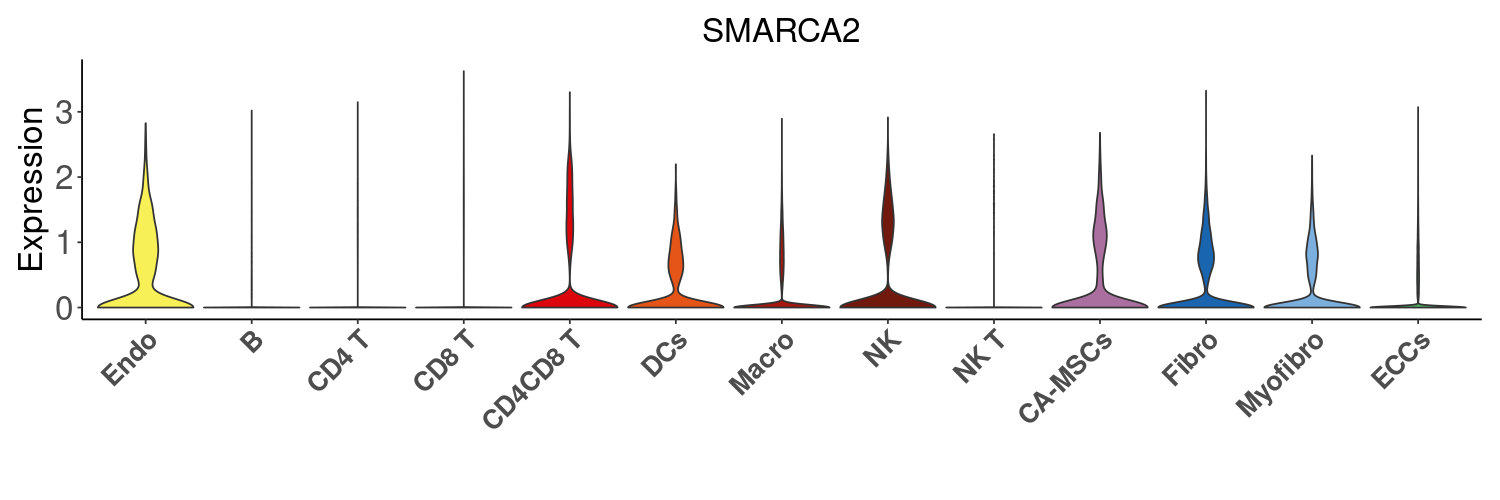 SMARCA2
Expression
3
2
1
0
Endo
B
CD4 T
CD8 T
CD4CD8 T
DCs
Macro
NK
NK T
CA-MSCs
Fibro
Myofibro
ECCs